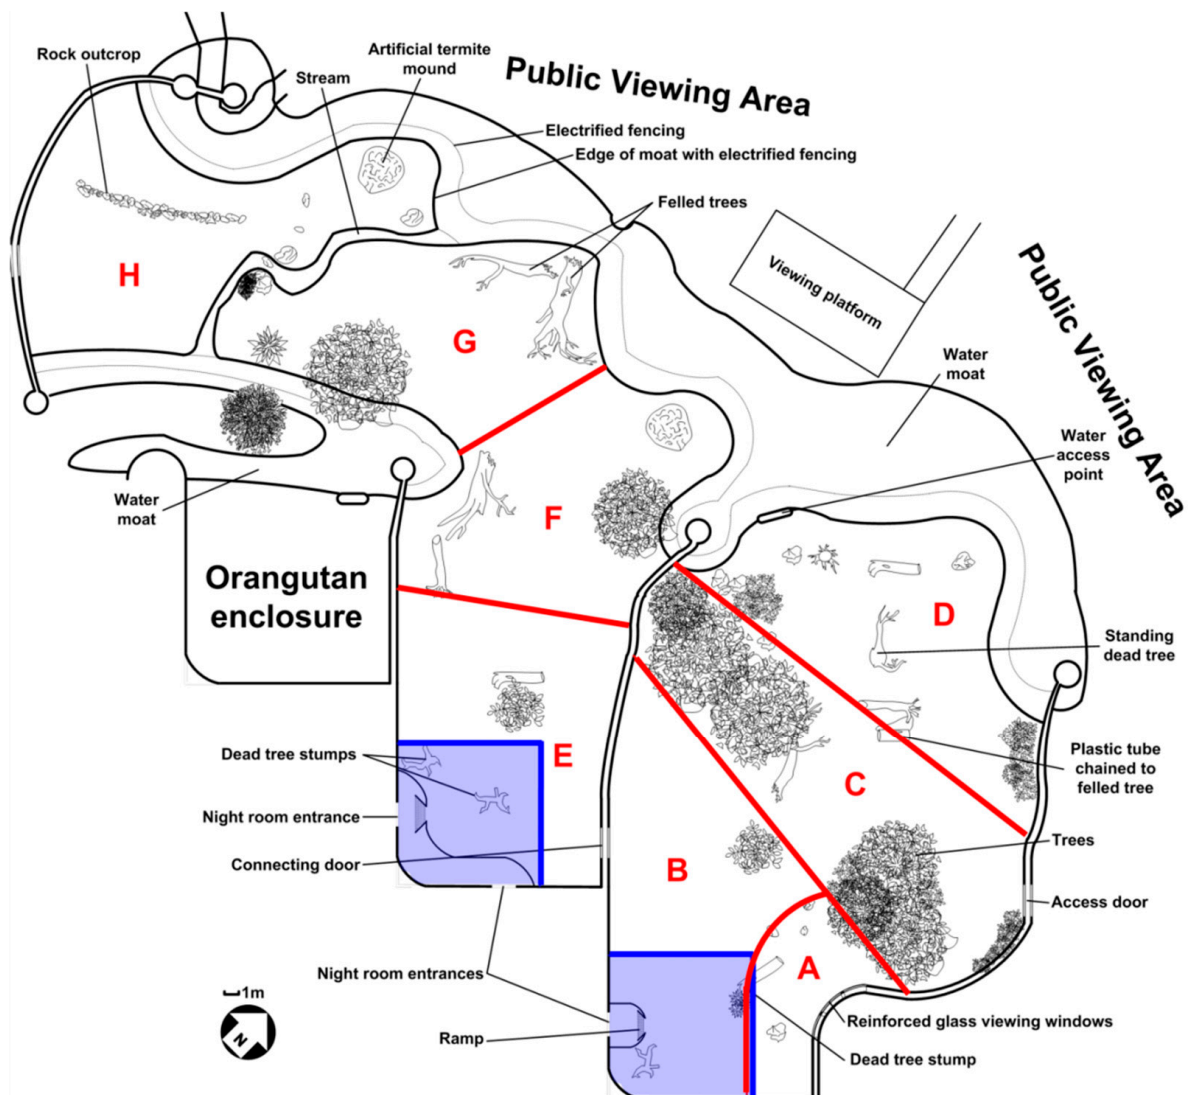 Rock outcrop
Artificial termite
mound
Stream
Public Viewing Area
Electrified fencing
Edge of moat with electrified fencing
Felled trees
Viewing platform
Public Viewing Area
H
G
Water
moat
Water
access
point
Water
moat
F
Orangutan
enclosure
D
Standing
dead tree
Dead tree stumps
E
Plastic tube
chained to
felled tree
C
Night room entrance
Connecting door
Trees
B
Access door
A
Night room entrances
1m
N
Ramp
Reinforced glass viewing windows
Dead tree stump